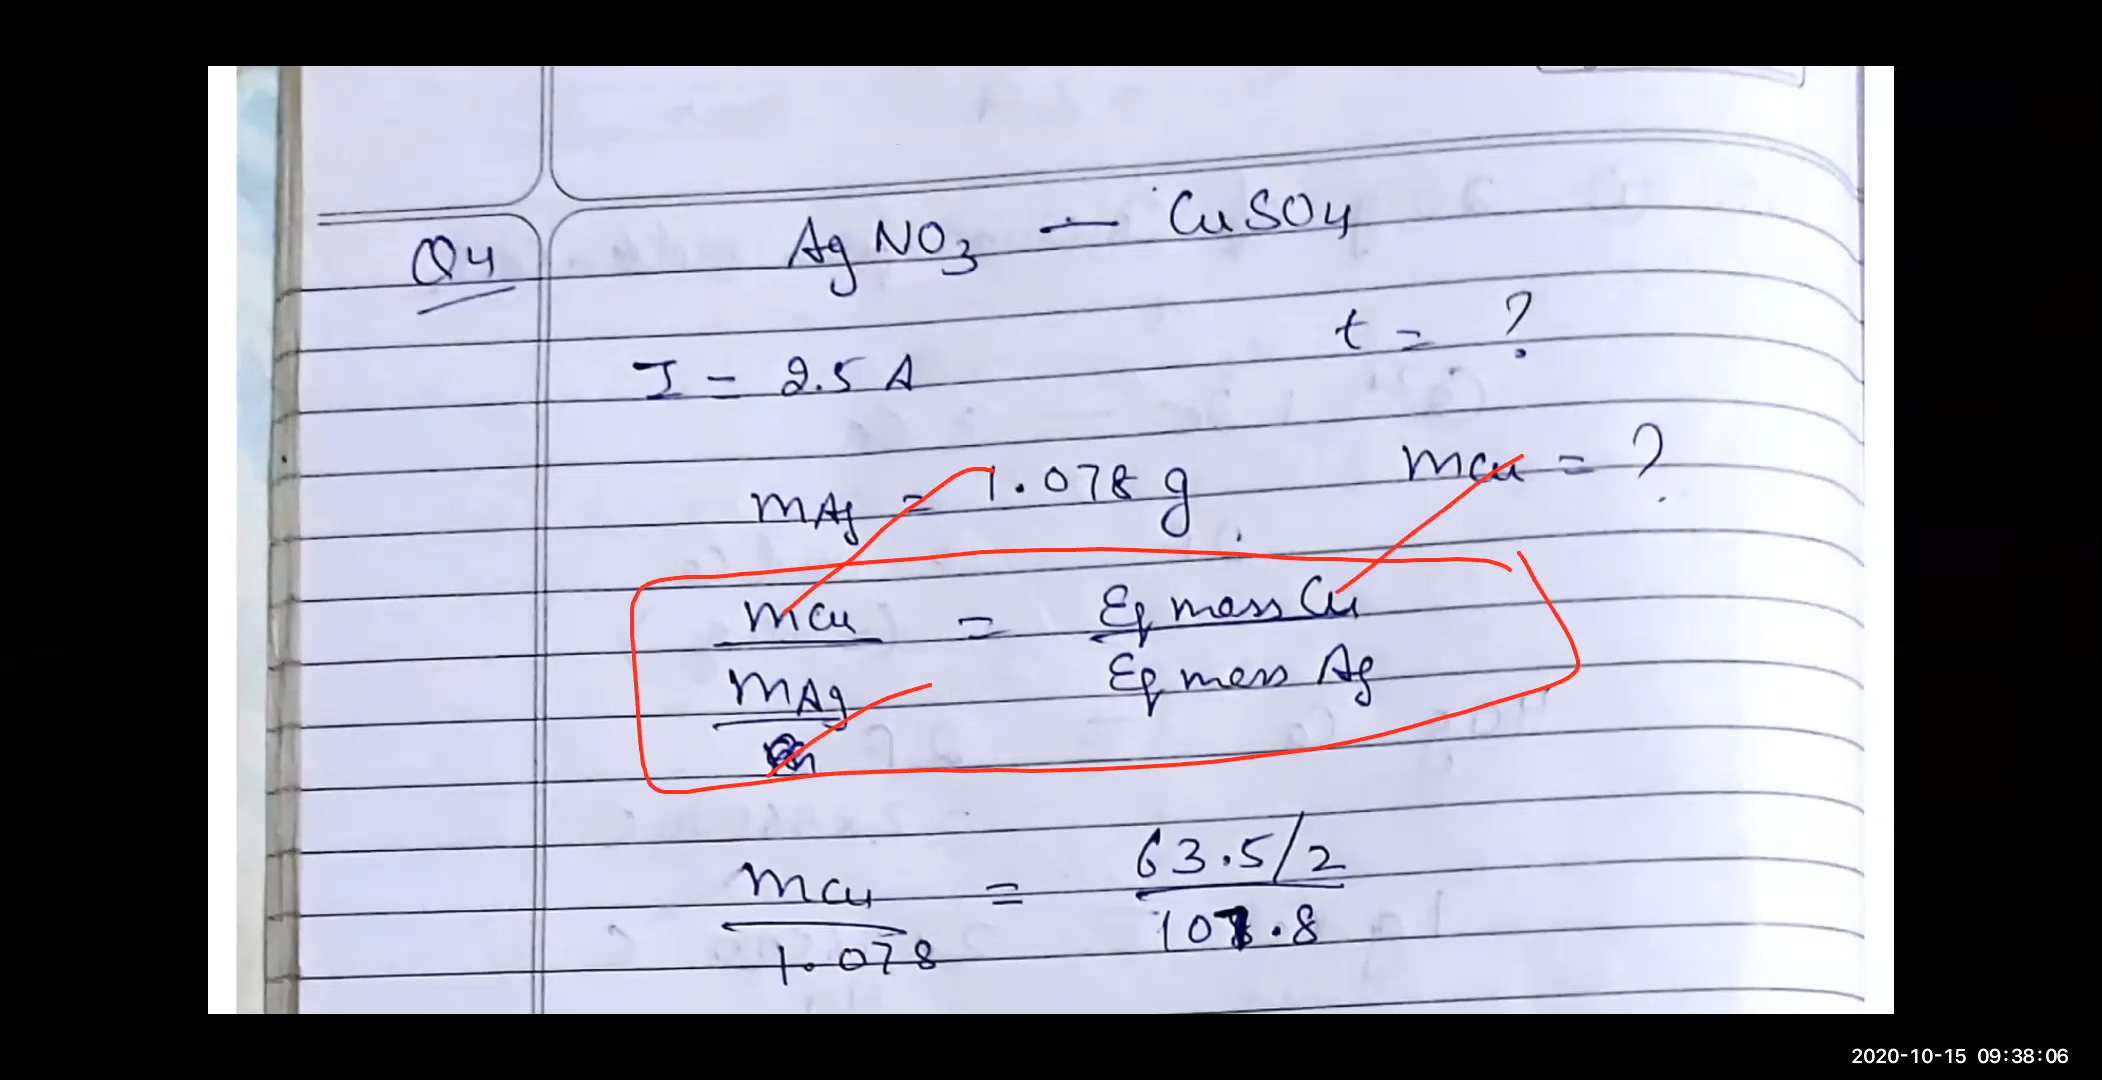 Q4
AgNO3 — CuSO4
I = 2.5 A
t = ?
mAg = 1.078 g
mCu = ?
mCu = Eq mass Cu
mAg Eq mass Ag
mCu = 63.5/2
1.078 107.8
2020-10-15 09:38:06